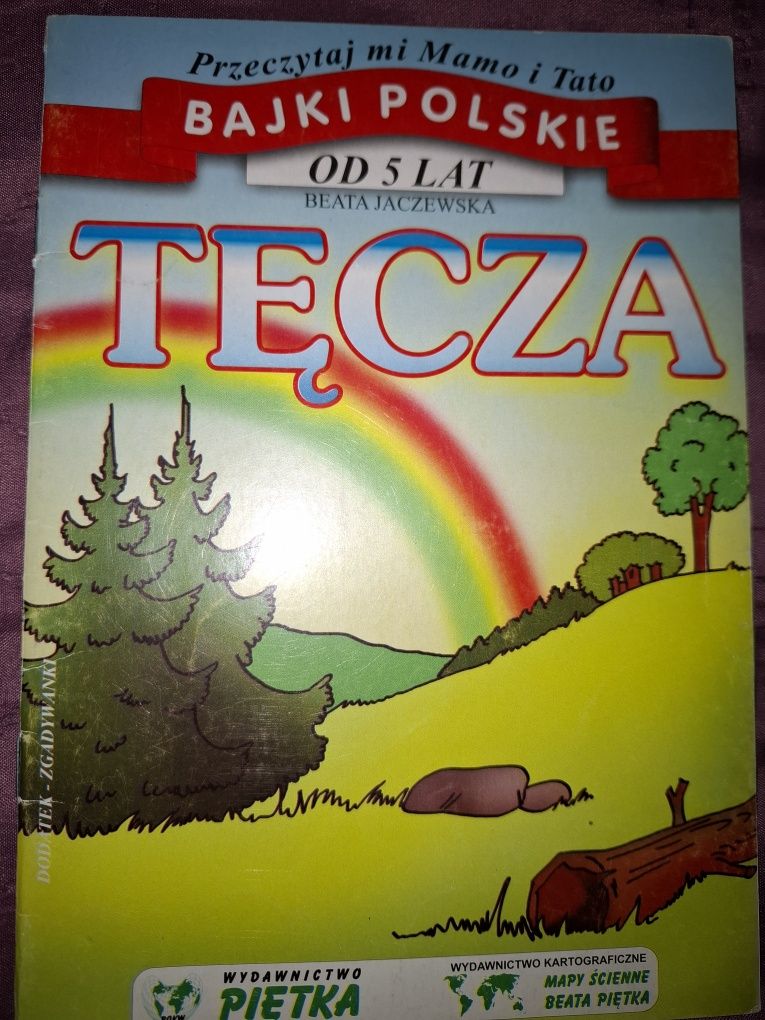 Przeczytaj mi Mamo i Tato
BAJKI POLSKIE
OD 5 LAT
BEATA JACZEWSKA
TĘCZA
DODATEK - ZGADYWANKI
WYDAWNICTWO
PIĘTKA
WYDAWNICTWO KARTOGRAFICZNE
MAPY ŚCIENNE
BEATA PIĘTKA